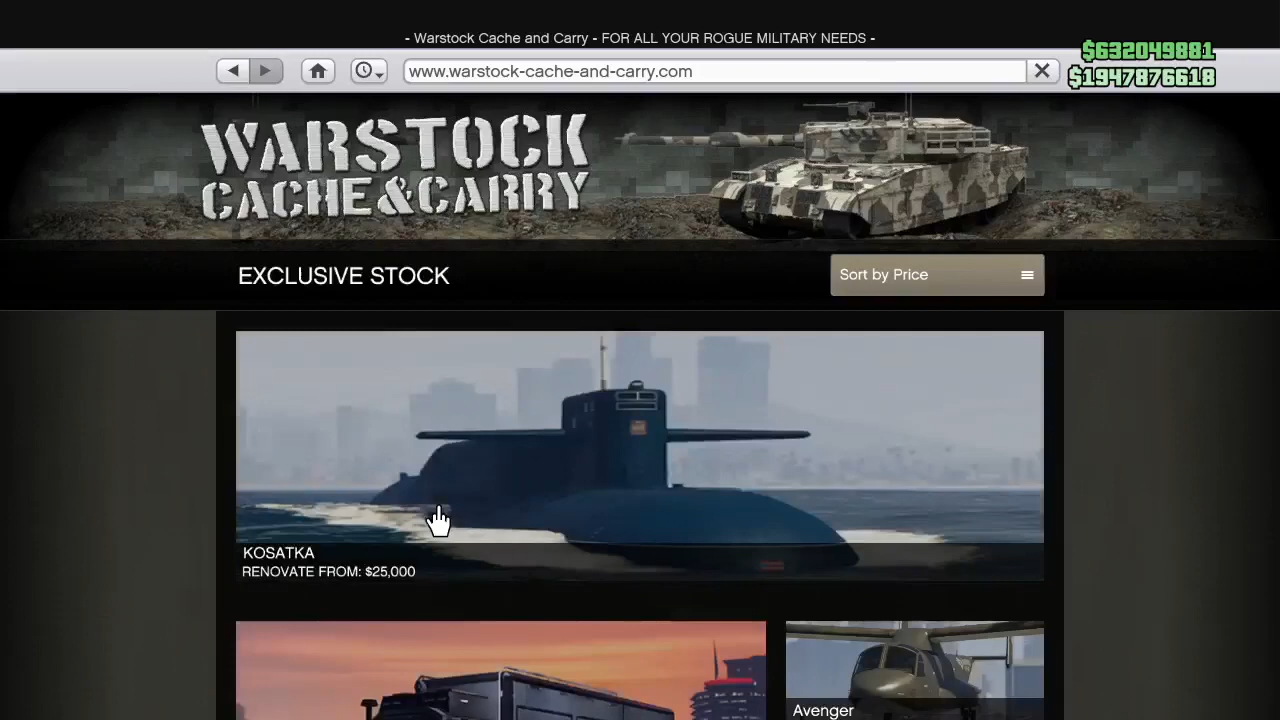 - Warstock Cache and Carry - FOR ALL YOUR ROGUE MILITARY NEEDS -
$632049881
www.warstock-cache-and-carry.com
$1947876618
WARSTOCK
CACHE&CARRY
EXCLUSIVE STOCK
Sort by Price
KOSATKA
RENOVATE FROM: $25,000
Avenger